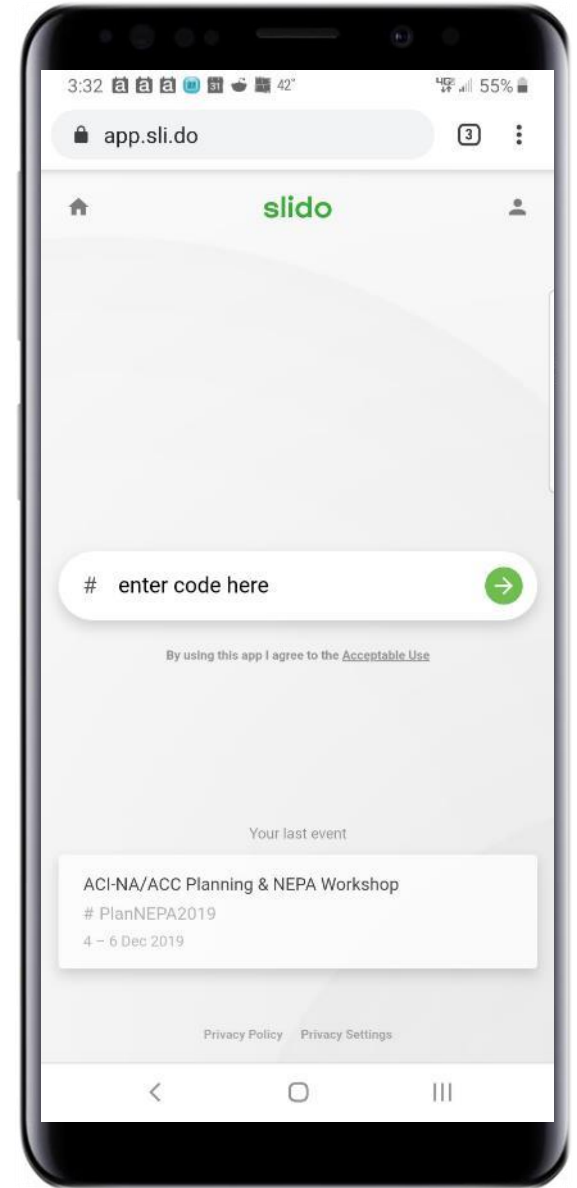 3:32 42° 4G 55%
app.sli.do 3
slido
# enter code here
By using this app I agree to the Acceptable Use
Your last event
ACI-NA/ACC Planning & NEPA Workshop
# PlanNEPA2019
4 – 6 Dec 2019
Privacy Policy Privacy Settings